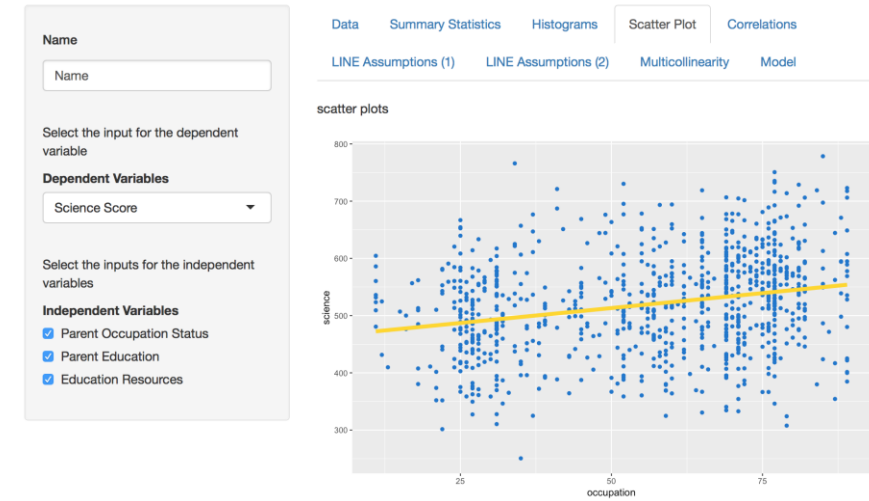 Name
Name
Select the input for the dependent
variable
Dependent Variables
Science Score
Select the inputs for the independent
variables
Independent Variables
Parent Occupation Status
Parent Education
Education Resources
Data Summary Statistics Histograms Scatter Plot Correlations
LINE Assumptions (1) LINE Assumptions (2) Multicollinearity Model
scatter plots
800
700
600
500
400
300
science
25 50 75
occupation